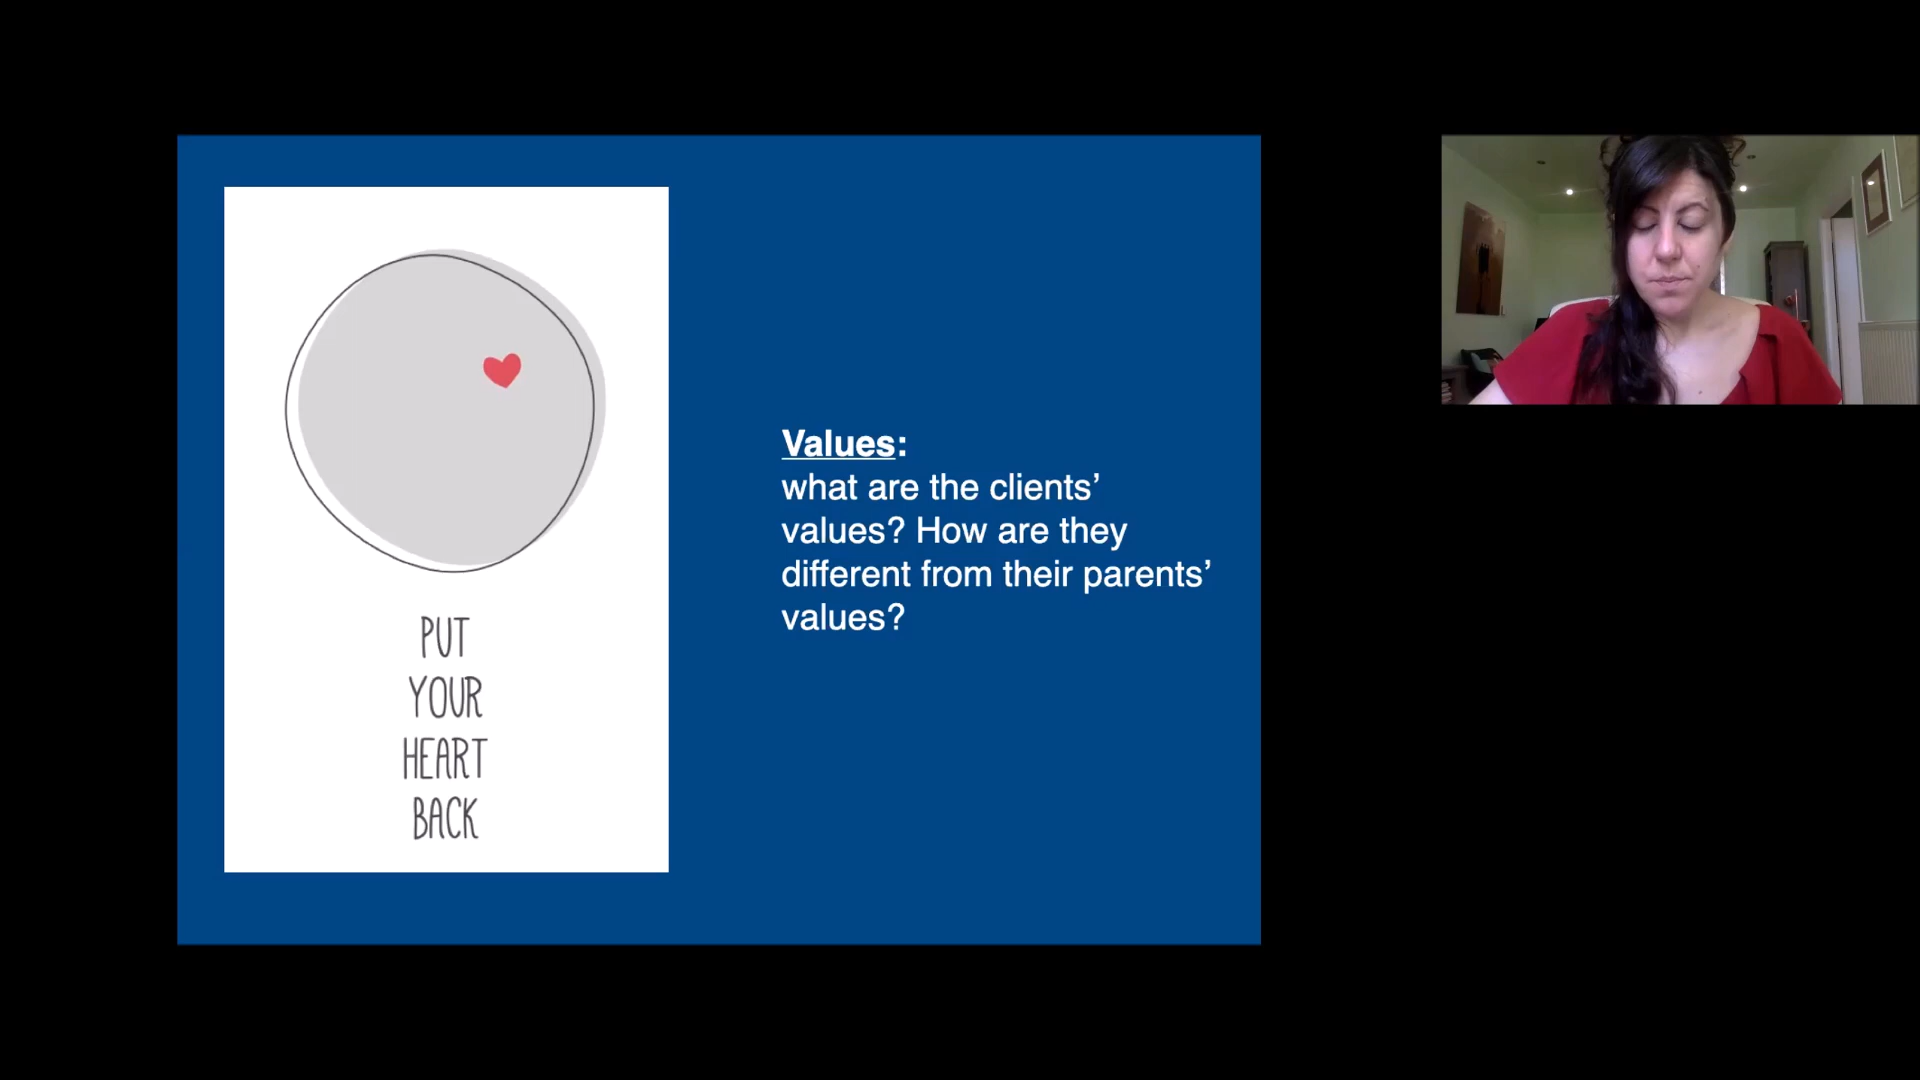 PUT
YOUR
HEART
BACK
Values:
what are the clients’
values? How are they
different from their parents’
values?